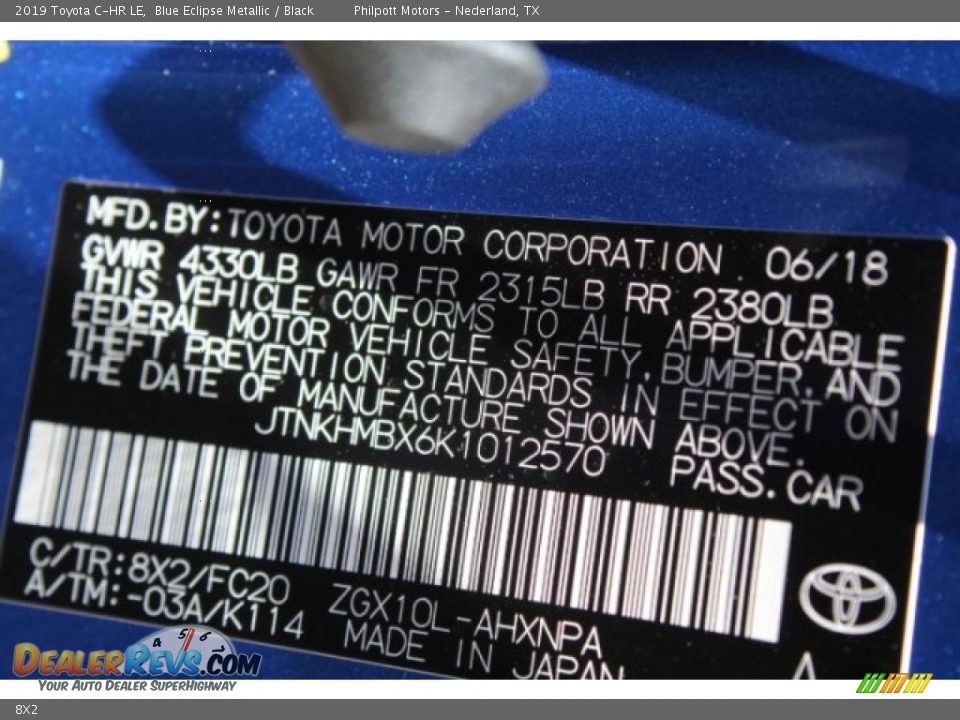 2019 Toyota C-HR LE, Blue Eclipse Metallic / Black Philpott Motors - Nederland, TX
MFD. BY: TOYOTA MOTOR CORPORATION 06/18
GVWR 4330LB GAWR FR 2315LB RR 2380LB
THIS VEHICLE CONFORMS TO ALL APPLICABLE
FEDERAL MOTOR VEHICLE SAFETY, BUMPER, AND
THEFT PREVENTION STANDARDS IN EFFECT ON
THE DATE OF MANUFACTURE SHOWN ABOVE.
JTNKHMBX6K1012570 PASS. CAR
C/TR:8X2/FC20
A/TM:-03A/K114
ZGX10L-AHXNPA
MADE IN JAPAN
A
4 5 6
DEALERREVS.COM
YOUR AUTO DEALER SUPERHIGHWAY
8X2